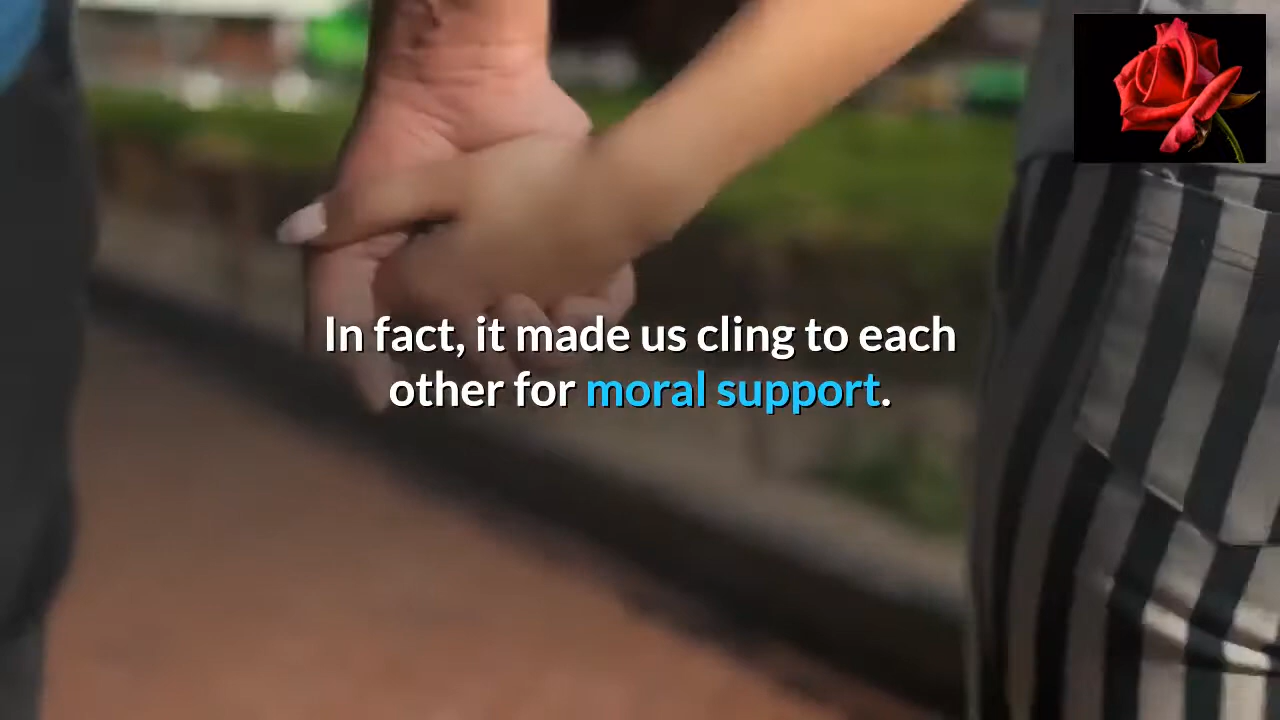 In fact, it made us cling to each
other for moral support.